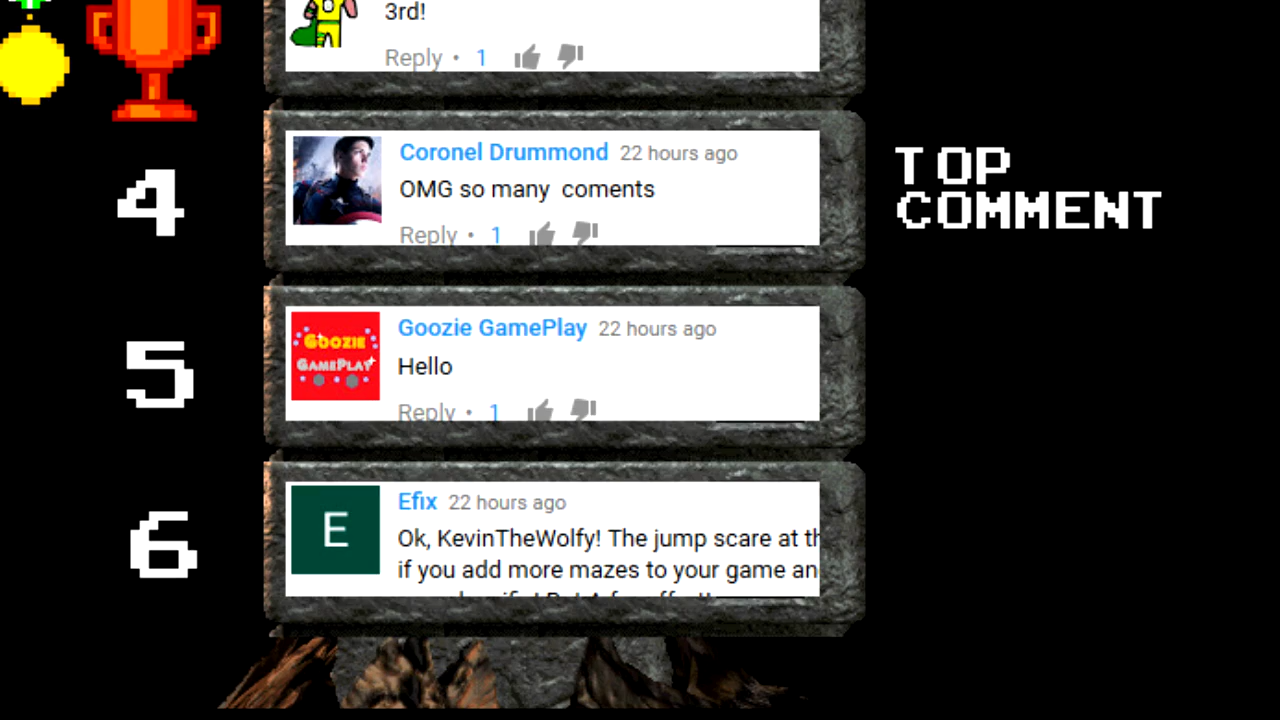 3rd!
Reply • 1
4
Coronel Drummond 22 hours ago
OMG so many  coments
Reply • 1
TOP
COMMENT
5
GOOZIE
GAMEPLAY
Goozie GamePlay 22 hours ago
Hello
Reply • 1
6
E
Efix 22 hours ago
Ok, KevinTheWolfy! The jump scare at th
if you add more mazes to your game an